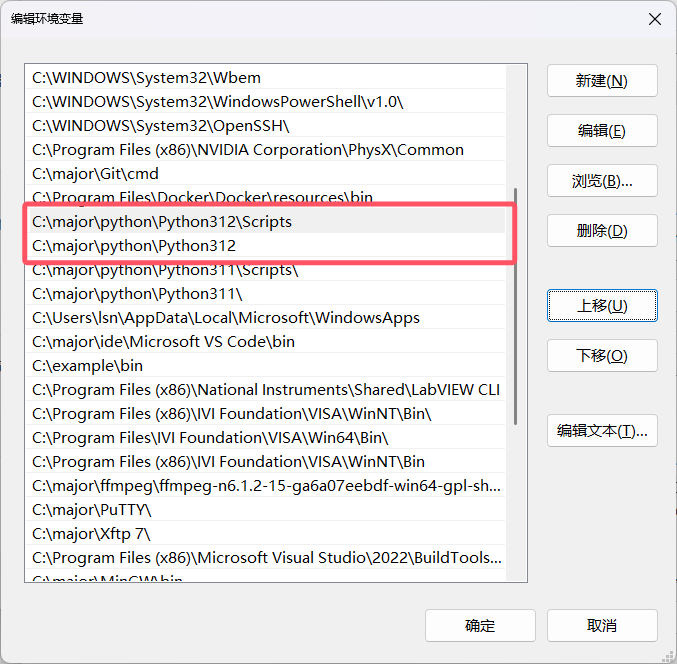 编辑环境变量
C:\WINDOWS\System32\Wbem
C:\WINDOWS\System32\WindowsPowerShell\v1.0\
C:\WINDOWS\System32\OpenSSH\
C:\Program Files (x86)\NVIDIA Corporation\PhysX\Common
C:\major\Git\cmd
C:\Program Files\Docker\Docker\resources\bin
C:\major\python\Python312\Scripts
C:\major\python\Python312
C:\major\python\Python311\Scripts\
C:\major\python\Python311\
C:\Users\lsn\AppData\Local\Microsoft\WindowsApps
C:\major\ide\Microsoft VS Code\bin
C:\example\bin
C:\Program Files (x86)\National Instruments\Shared\LabVIEW CLI
C:\Program Files (x86)\IVI Foundation\VISA\WinNT\Bin\
C:\Program Files\IVI Foundation\VISA\Win64\Bin\
C:\Program Files (x86)\IVI Foundation\VISA\WinNT\Bin
C:\major\ffmpeg\ffmpeg-n6.1.2-15-ga6a07eebdf-win64-gpl-sh...
C:\major\PuTTY\
C:\major\Xftp 7\
C:\Program Files (x86)\Microsoft Visual Studio\2022\BuildTools...
C:\major\MinGW\bin
新建(N)
编辑(E)
浏览(B)...
删除(D)
上移(U)
下移(O)
编辑文本(T)...
确定
取消